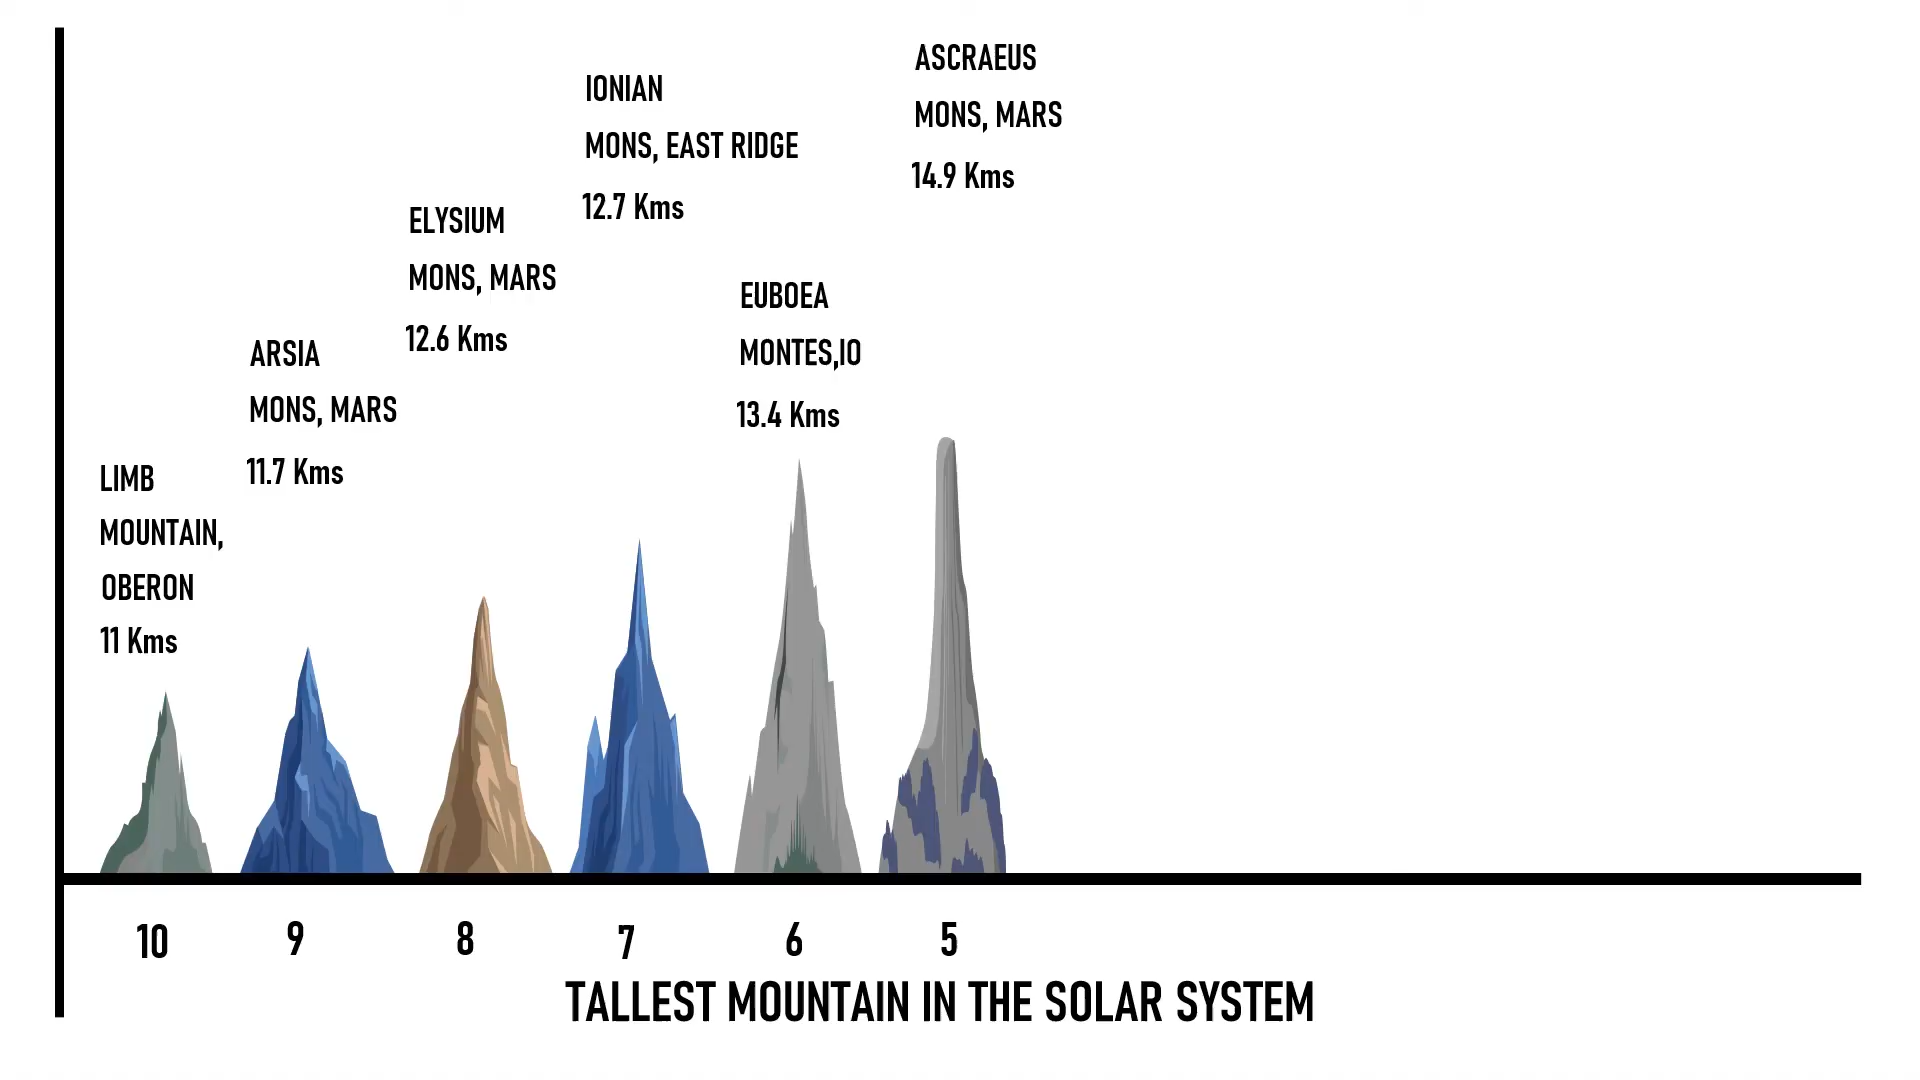 LIMB
MOUNTAIN,
OBERON
11 Kms
ARSIA
MONS, MARS
11.7 Kms
ELYSIUM
MONS, MARS
12.6 Kms
IONIAN
MONS, EAST RIDGE
12.7 Kms
EUBOEA
MONTES,IO
13.4 Kms
ASCRAEUS
MONS, MARS
14.9 Kms
10
9
8
7
6
5
TALLEST MOUNTAIN IN THE SOLAR SYSTEM